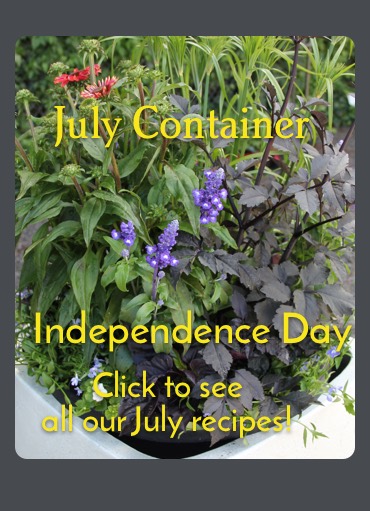 July Container
Independence Day
Click to see
all our July recipes!